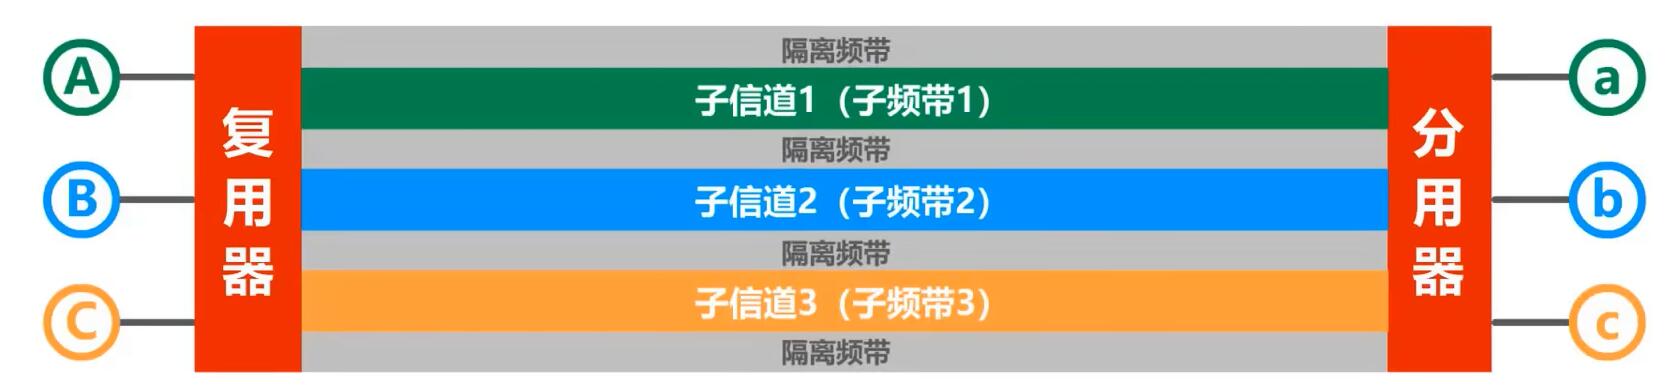 隔离频带
A
子信道1（子频带1）
a
复用器
分用器
隔离频带
B
子信道2（子频带2）
b
隔离频带
C
子信道3（子频带3）
c
隔离频带